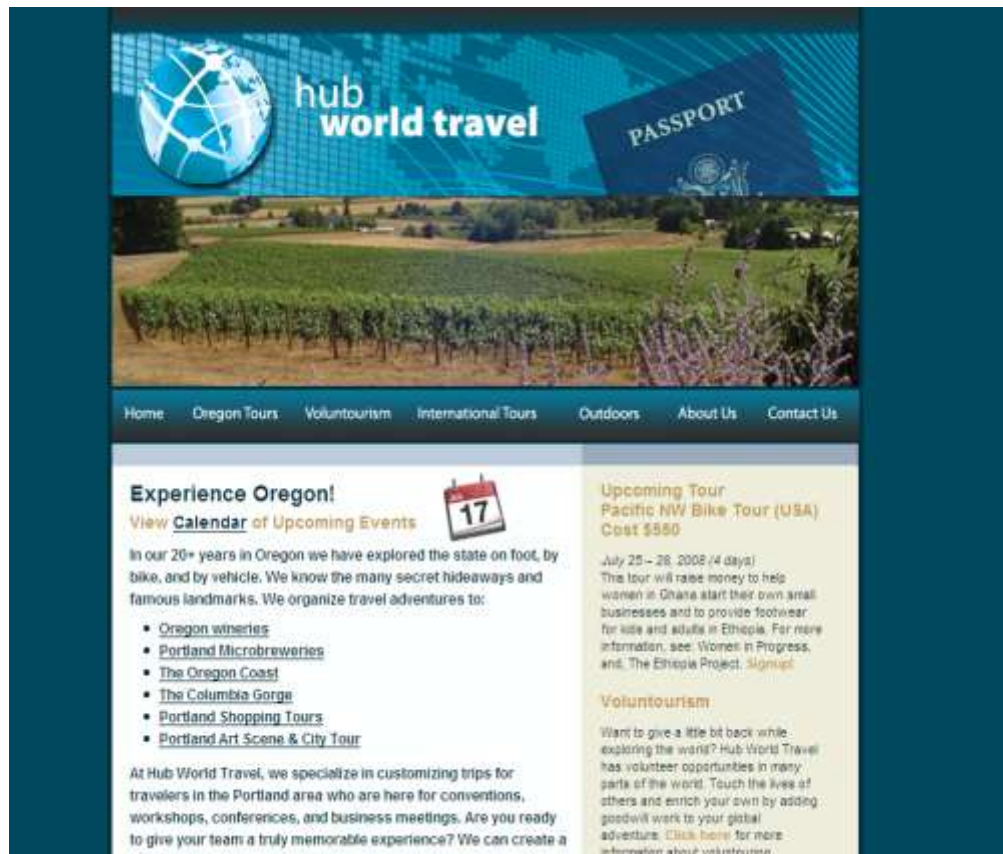 hub
world travel
PASSPORT
Home Oregon Tours Voluntourism International Tours Outdoors About Us Contact Us
Experience Oregon!
View Calendar of Upcoming Events
17
In our 20+ years in Oregon we have explored the state on foot, by
bike, and by vehicle. We know the many secret hideaways and
famous landmarks. We organize travel adventures to:
Oregon wineries
Portland Microbreweries
The Oregon Coast
The Columbia Gorge
Portland Shopping Tours
Portland Art Scene & City Tour
At Hub World Travel, we specialize in customizing trips for
travelers in the Portland area who are here for conventions,
workshops, conferences, and business meetings. Are you ready
to give your team a truly memorable experience? We can create a
Upcoming Tour
Pacific NW Bike Tour (USA)
Cost $550
July 25 – 28, 2008 (4 days)
This tour will raise money to help
women in Ghana start their own small
businesses and to provide footwear
for kids and adults in Ethiopia. For more
information, see: Women in Progress,
and, The Ethiopia Project. Signup!
Voluntourism
Want to give a little bit back while
exploring the world? Hub World Travel
has volunteer opportunities in many
parts of the world. Touch the lives of
others and enrich your own by adding
goodwill work to your global
adventure. Click here for more
information about voluntouring